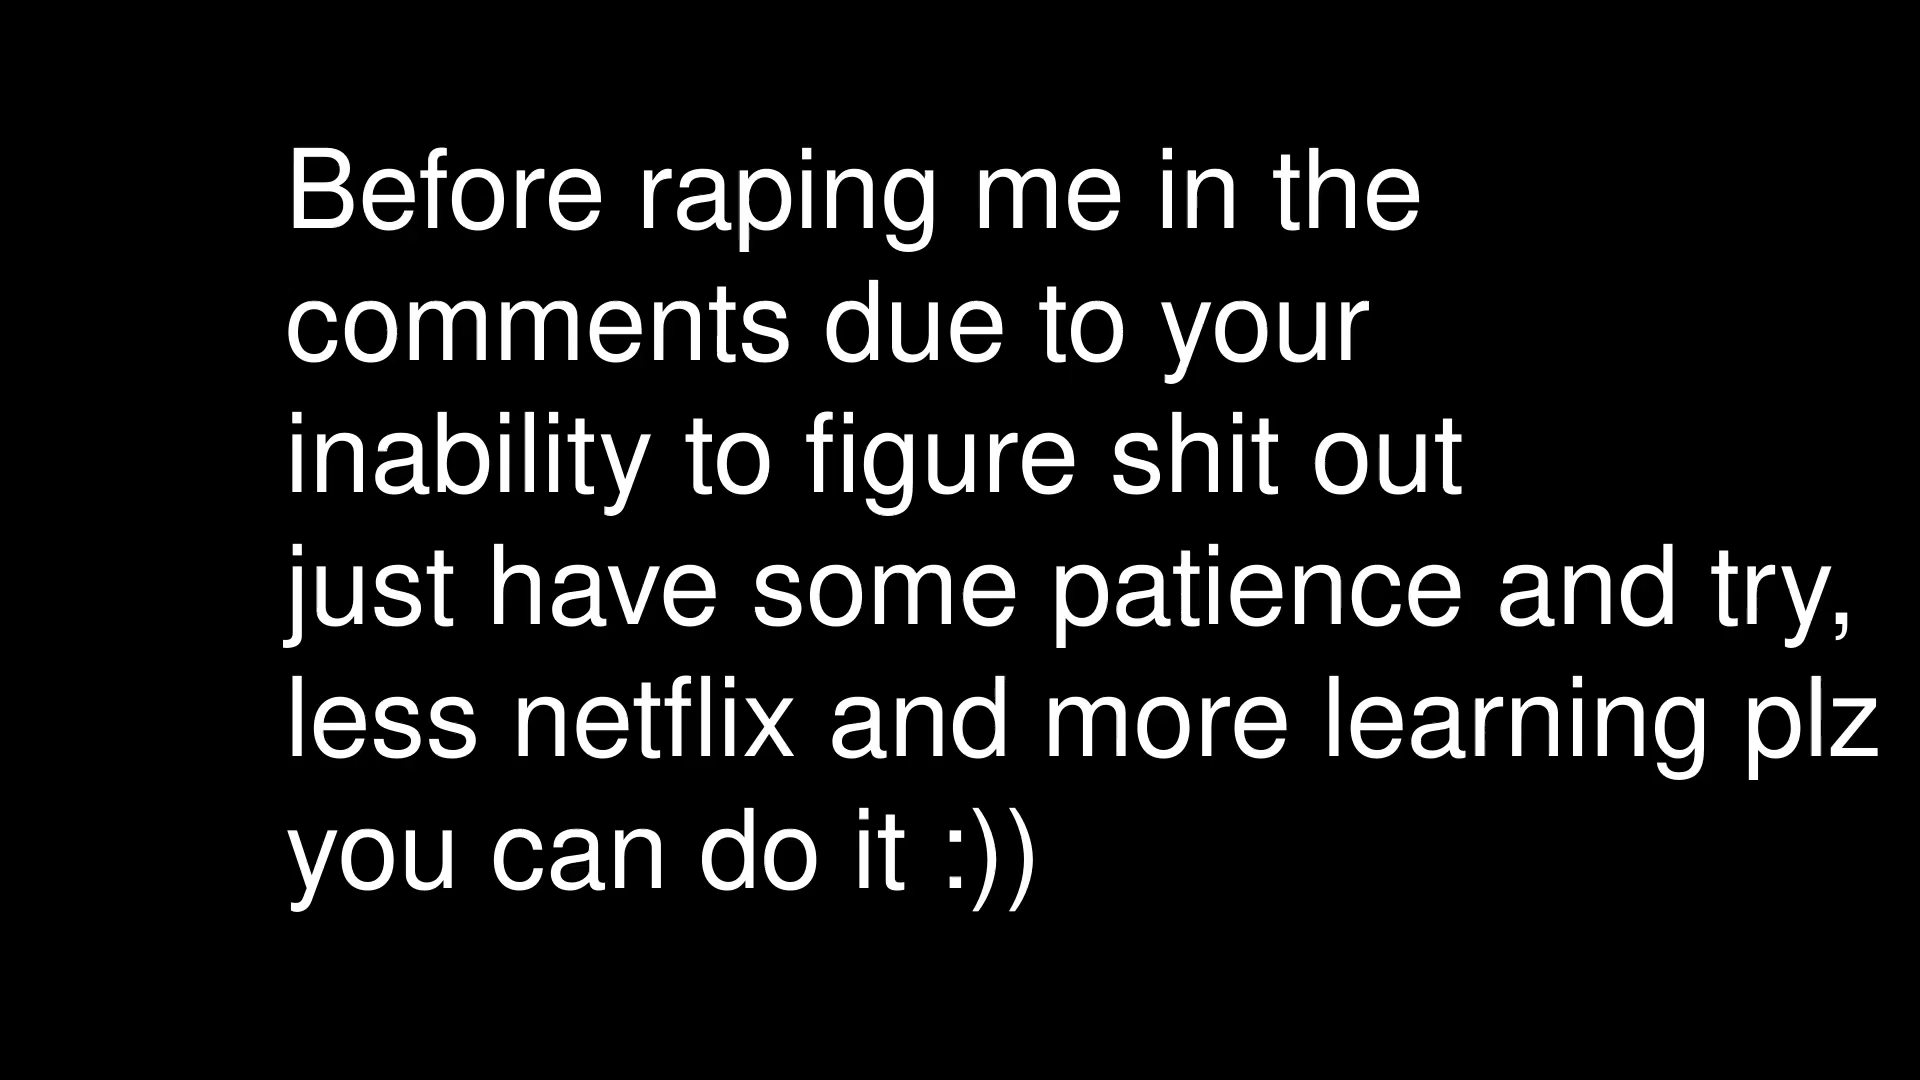 Before raping me in the
comments due to your
inability to figure shit out
just have some patience and try,
less netflix and more learning plz
you can do it :))